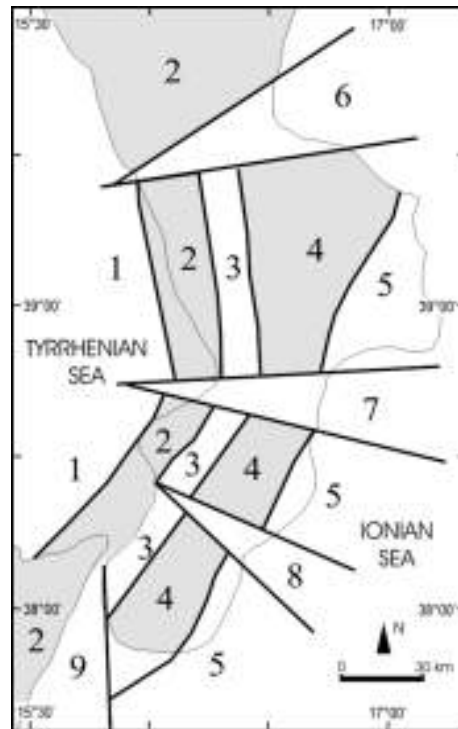 15°30' 17°00'
2
6
1 2 3 4 5
39°00' 39°00'
TYRRHENIAN
SEA
7
2
1 3 4 5
IONIAN
SEA
3 8
4
38°00' 38°00'
2 9 5
N
0 30 km
15°30' 17°00'